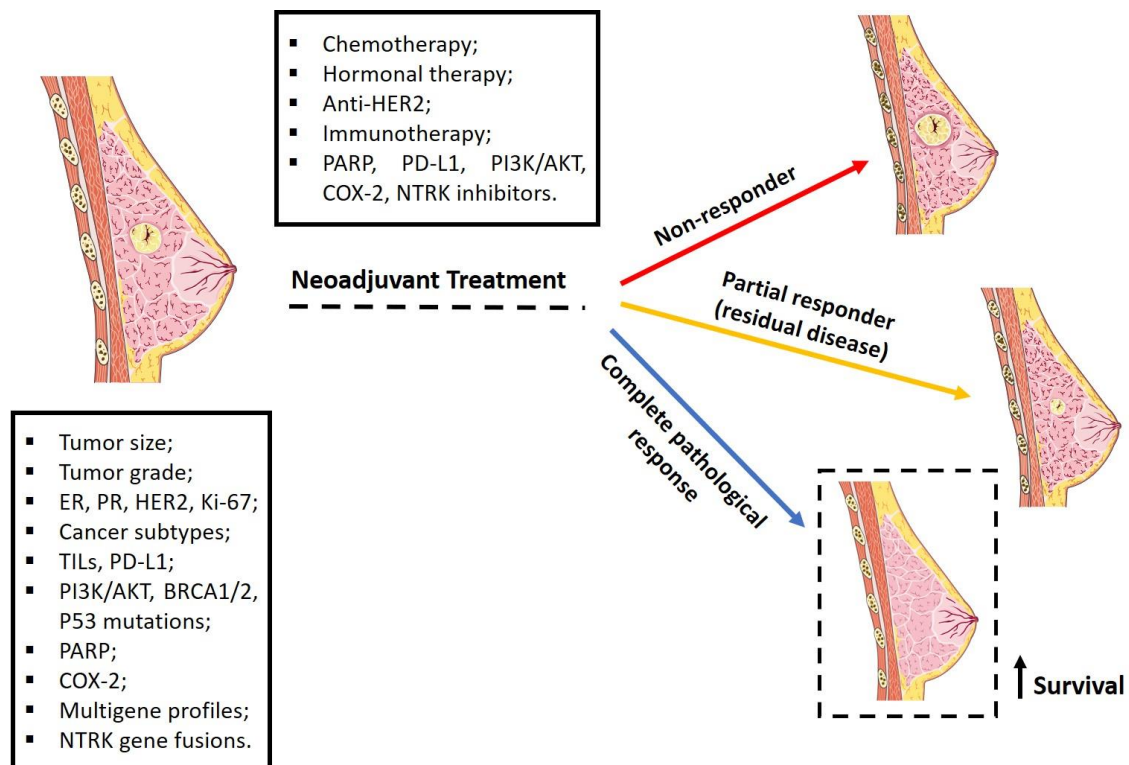 ▪ Chemotherapy;
▪ Hormonal therapy;
▪ Anti-HER2;
▪ Immunotherapy;
▪ PARP, PD-L1, PI3K/AKT,
COX-2, NTRK inhibitors.
Neoadjuvant Treatment
Non-responder
Partial responder
(residual disease)
Complete pathological
response
▪ Tumor size;
▪ Tumor grade;
▪ ER, PR, HER2, Ki-67;
▪ Cancer subtypes;
▪ TILs, PD-L1;
▪ PI3K/AKT, BRCA1/2,
P53 mutations;
▪ PARP;
▪ COX-2;
▪ Multigene profiles;
▪ NTRK gene fusions.
Survival